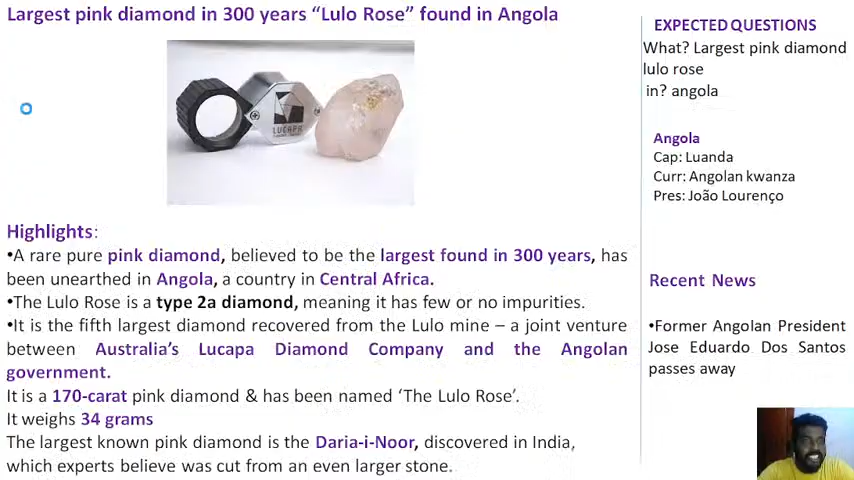 Largest pink diamond in 300 years “Lulo Rose” found in Angola
LUCAPA
Highlights:
•A rare pure pink diamond, believed to be the largest found in 300 years, has
been unearthed in Angola, a country in Central Africa.
•The Lulo Rose is a type 2a diamond, meaning it has few or no impurities.
•It is the fifth largest diamond recovered from the Lulo mine – a joint venture
between Australia’s Lucapa Diamond Company and the Angolan
government.
It is a 170-carat pink diamond & has been named ‘The Lulo Rose’.
It weighs 34 grams
The largest known pink diamond is the Daria-i-Noor, discovered in India,
which experts believe was cut from an even larger stone.
EXPECTED QUESTIONS
What? Largest pink diamond
lulo rose
in? angola
Angola
Cap: Luanda
Curr: Angolan kwanza
Pres: João Lourenço
Recent News
•Former Angolan President
Jose Eduardo Dos Santos
passes away